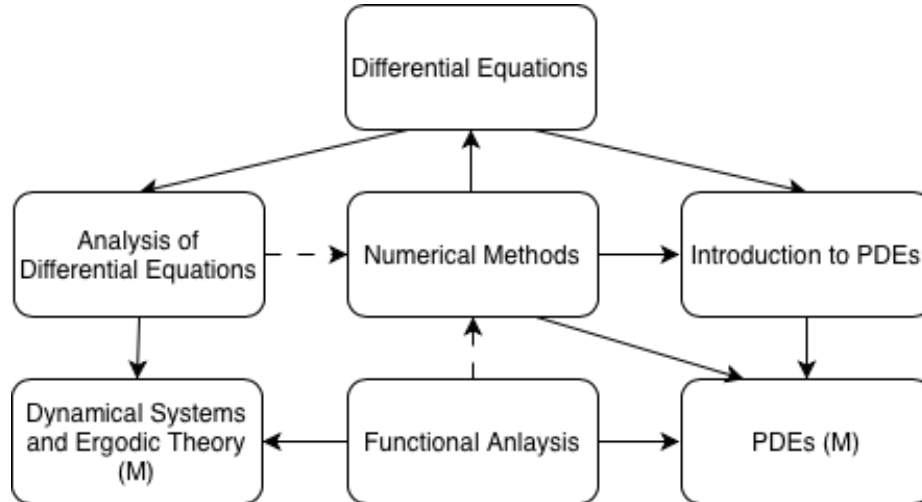 Differential Equations
Analysis of
Differential Equations
Numerical Methods
Introduction to PDEs
Dynamical Systems
and Ergodic Theory
(M)
Functional Anlaysis
PDEs (M)